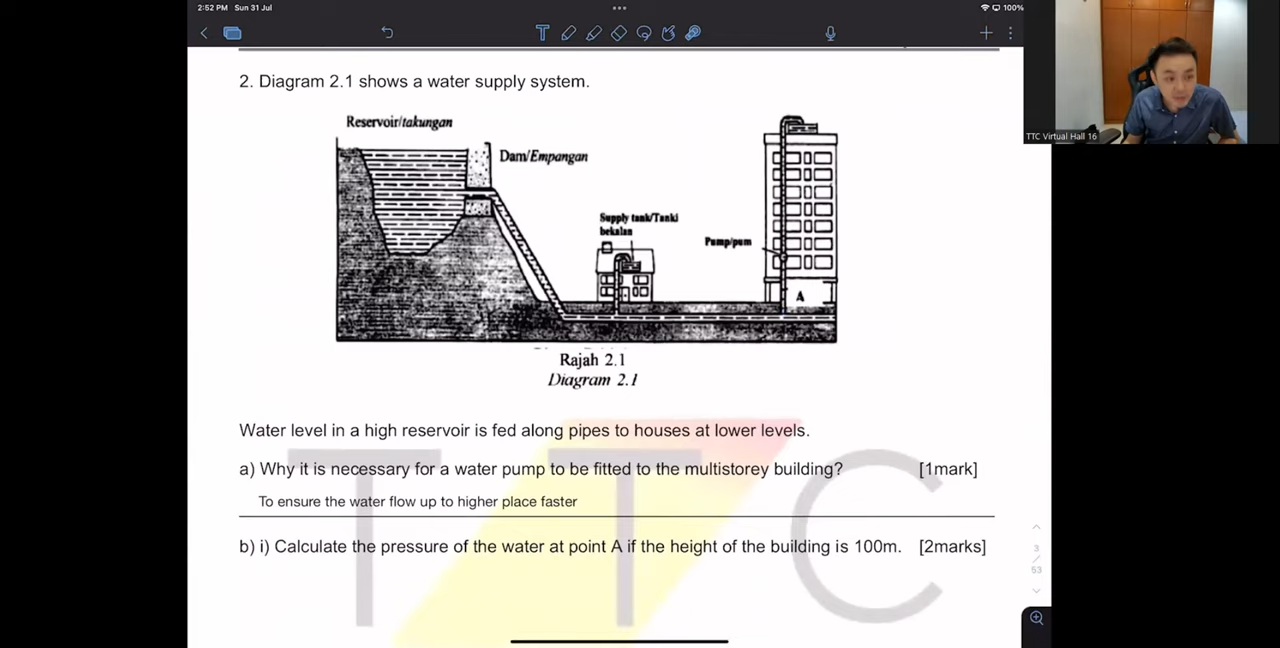 2:52 PM Sun 31 Jul
100%
TTC Virtual Hall 16
2. Diagram 2.1 shows a water supply system.
Reservoir/takungan
Dam/Empangan
Supply tank/Tanki
bekalan
Pump/pum
A
Rajah 2.1
Diagram 2.1
Water level in a high reservoir is fed along pipes to houses at lower levels.
a) Why it is necessary for a water pump to be fitted to the multistorey building? [1mark]
To ensure the water flow up to higher place faster
b) i) Calculate the pressure of the water at point A if the height of the building is 100m. [2marks]
TTC
3
/
53